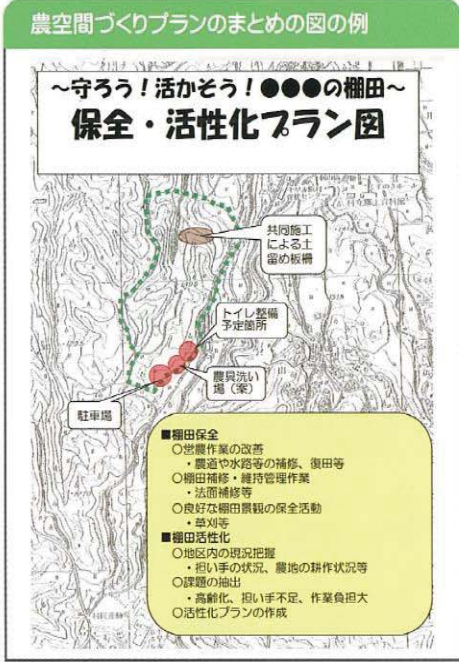 農空間づくりプランのまとめの図の例
～守ろう！活かそう！●●●の棚田～
保全・活性化プラン図
共同施工
による土
留め板柵
トイレ整備
予定箇所
農具洗い
場（案）
駐車場
■棚田保全
○営農作業の改善
・農道や水路等の補修、復田等
○棚田補修・維持管理作業
・法面補修等
○良好な棚田景観の保全活動
・草刈等
■棚田活性化
○地区内の現況把握
・担い手の状況、農地の耕作状況等
○課題の抽出
・高齢化、担い手不足、作業負担大
○活性化プランの作成